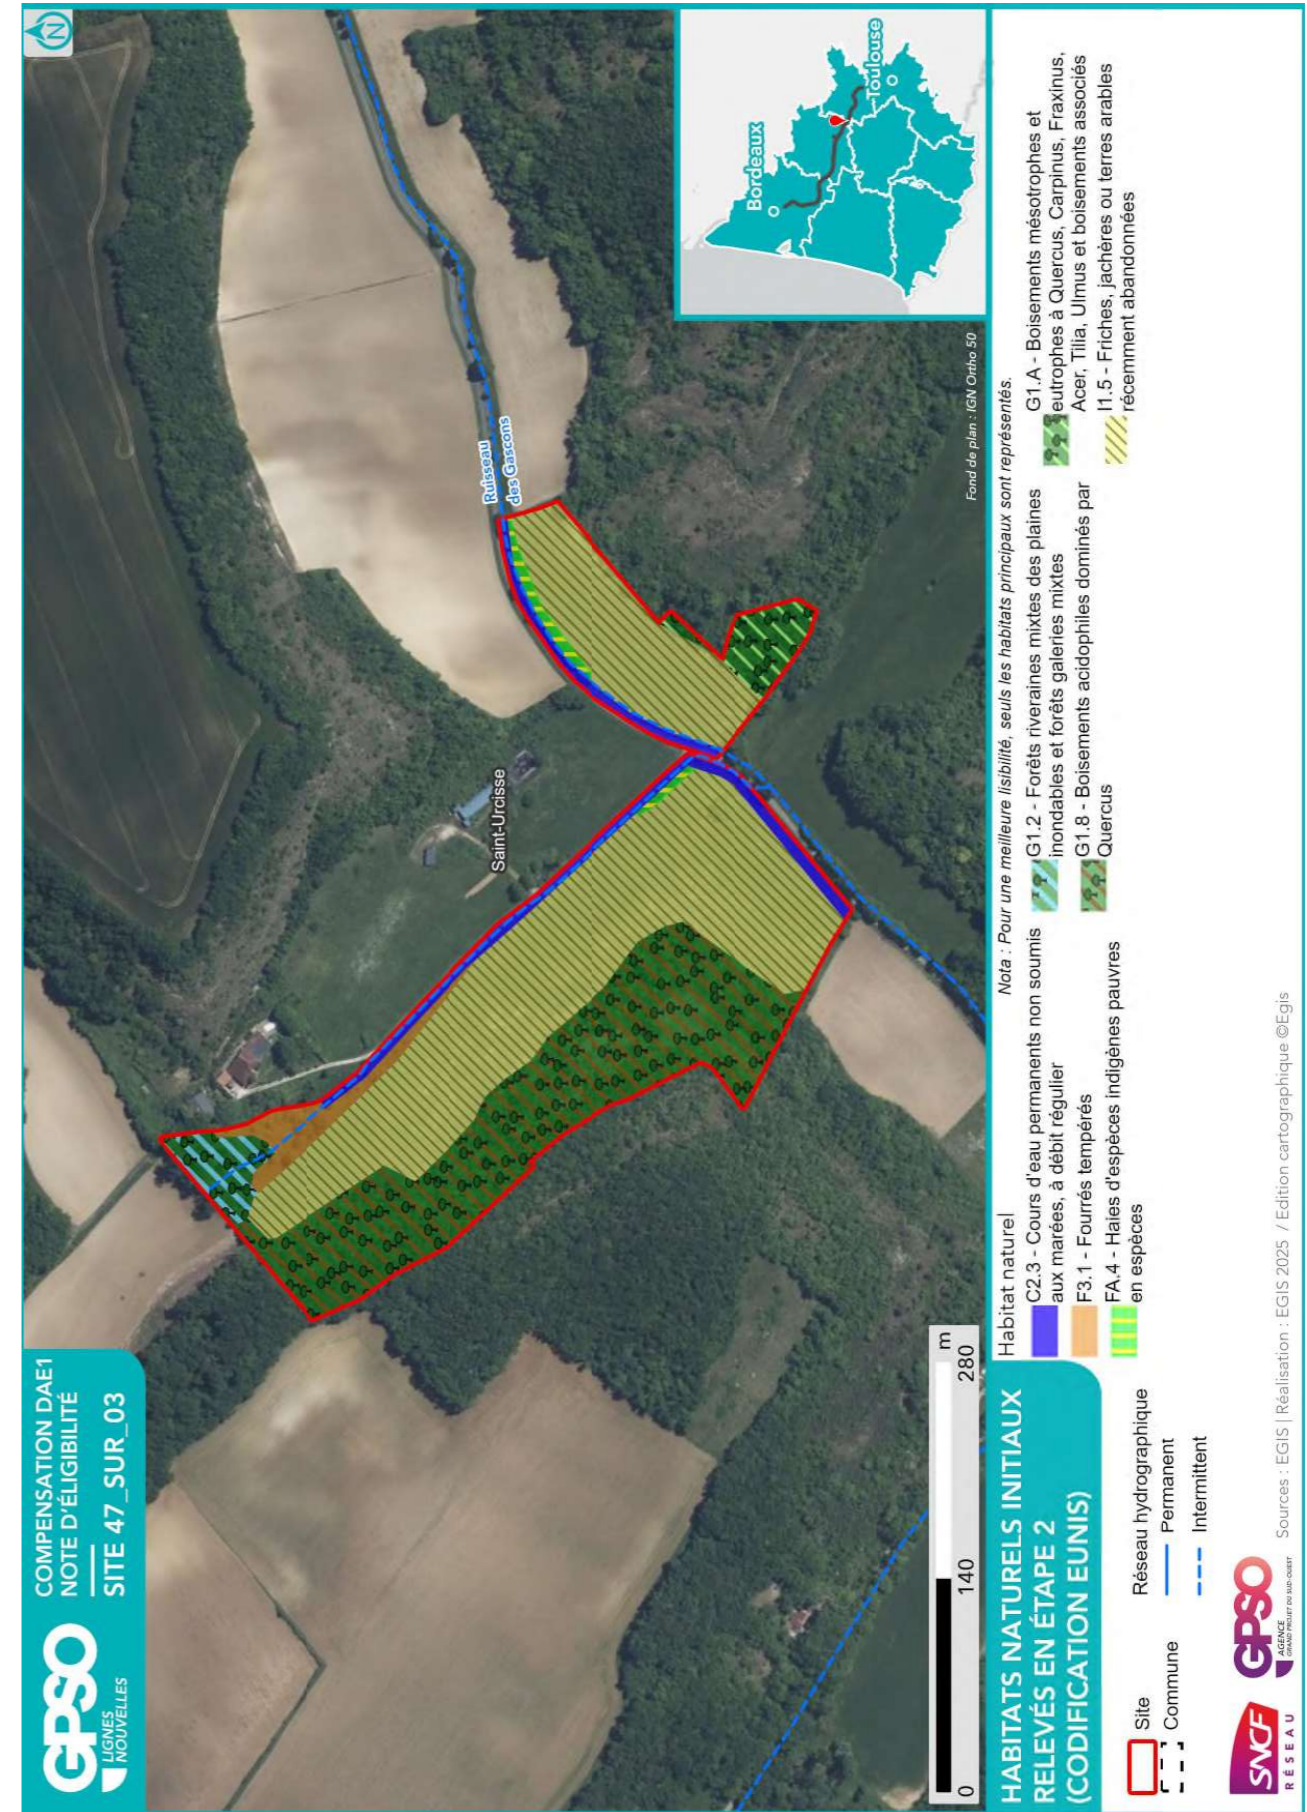 GPSO
LIGNES
NOUVELLES
COMPENSATION DAE1
NOTE D'ÉLIGIBILITÉ
SITE 47_SUR_03
N
Saint-Urcisse
Ruisseau
des Gascons
0 140 280 m
Bordeaux
Toulouse
Fond de plan : IGN Ortho 50
HABITATS NATURELS INITIAUX
RELEVÉS EN ÉTAPE 2
(CODIFICATION EUNIS)
Site
Commune
Réseau hydrographique
Permanent
Intermittent
Nota : Pour une meilleure lisibilité, seuls les habitats principaux sont représentés.
Habitat naturel
C2.3 - Cours d'eau permanents non soumis
aux marées, à débit régulier
F3.1 - Fourrés tempérés
FA.4 - Haies d'espèces indigènes pauvres
en espèces
G1.2 - Forêts riveraines mixtes des plaines
inondables et forêts galeries mixtes
G1.8 - Boisements acidophiles dominés par
Quercus
G1.A - Boisements mésotrophes et
eutrophes à Quercus, Carpinus, Fraxinus,
Acer, Tilia, Ulmus et boisements associés
I1.5 - Friches, jachères ou terres arables
récemment abandonnées
SNCF
RÉSEAU
GPSO
AGENCE
GRAND PROJET DU SUD-OUEST
Sources : EGIS | Réalisation : EGIS 2025 / Edition cartographique ©Egis